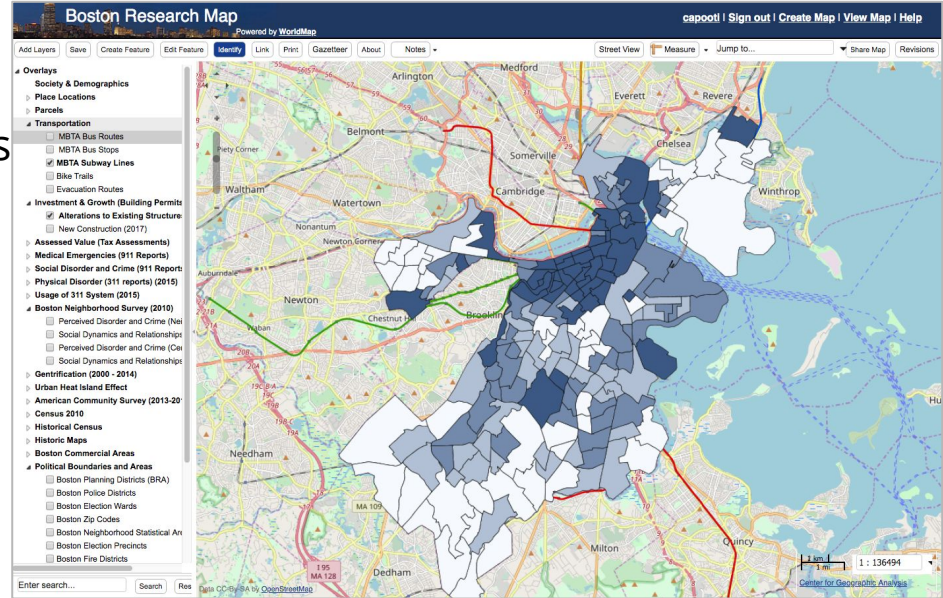 Boston Research Map
Powered by WorldMap
capootl | Sign out | Create Map | View Map | Help
Add Layers Save Create Feature Edit Feature Identify Link Print Gazetteer About Notes
Street View Measure Jump to... Share Map Revisions
s
Overlays
Society & Demographics
Place Locations
Parcels
Transportation
MBTA Bus Routes
MBTA Bus Stops
MBTA Subway Lines
Bike Trails
Evacuation Routes
Investment & Growth (Building Permits
Alterations to Existing Structures
New Construction (2017)
Assessed Value (Tax Assessments)
Medical Emergencies (911 Reports)
Social Disorder and Crime (911 Reports
Physical Disorder (311 reports) (2015)
Usage of 311 System (2015)
Boston Neighborhood Survey (2010)
Perceived Disorder and Crime (Nei
Social Dynamics and Relationships
Perceived Disorder and Crime (Cen
Social Dynamics and Relationships
Gentrification (2000 - 2014)
Urban Heat Island Effect
American Community Survey (2013-20
Census 2010
Historical Census
Historic Maps
Boston Commercial Areas
Political Boundaries and Areas
Boston Planning Districts (BRA)
Boston Police Districts
Boston Election Wards
Boston Zip Codes
Boston Neighborhood Statistical Are
Boston Election Precincts
Boston Fire Districts
Enter search... Search Res
Medford
Arlington
Everett
Revere
Belmont
Chelsea
Piety Corner
Somerville
Waltham
Cambridge
Winthrop
Watertown
Nonantum
Newton Corner
Auburndale
Newton
Chestnut Hill
Brooklin
Waban
Hu
Needham
MA 109
Milton
Quincy
I 95
MA 128
Dedham
1 km
1 mi
1 : 136494
Data CC-By-SA by OpenStreetMap
Center for Geographic Analysis